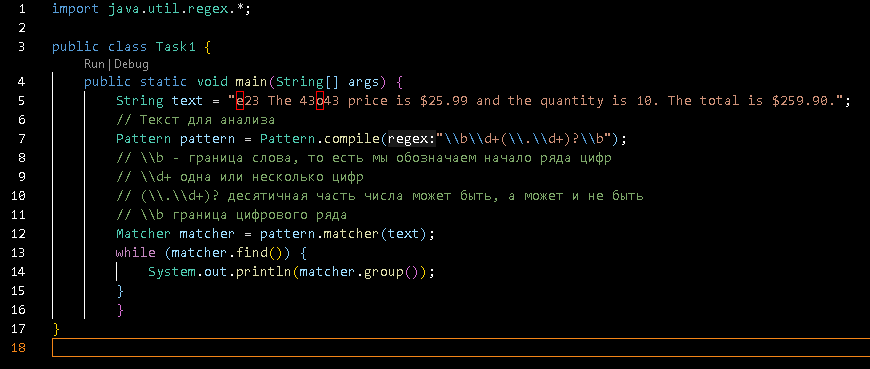 1 import java.util.regex.*;
2
3 public class Task1 {
Run | Debug
4 public static void main(String[] args) {
5 String text = "е23 The 43о43 price is $25.99 and the quantity is 10. The total is $259.90.";
6 // Текст для анализа
7 Pattern pattern = Pattern.compile(regex:"\\b\\d+(\\.\\d+)?\\b");
8 // \\b - граница слова, то есть мы обозначаем начало ряда цифр
9 // \\d+ одна или несколько цифр
10 // (\\.\\d+)? десятичная часть числа может быть, а может и не быть
11 // \\b граница цифрового ряда
12 Matcher matcher = pattern.matcher(text);
13 while (matcher.find()) {
14 System.out.println(matcher.group());
15 }
16 }
17 }
18